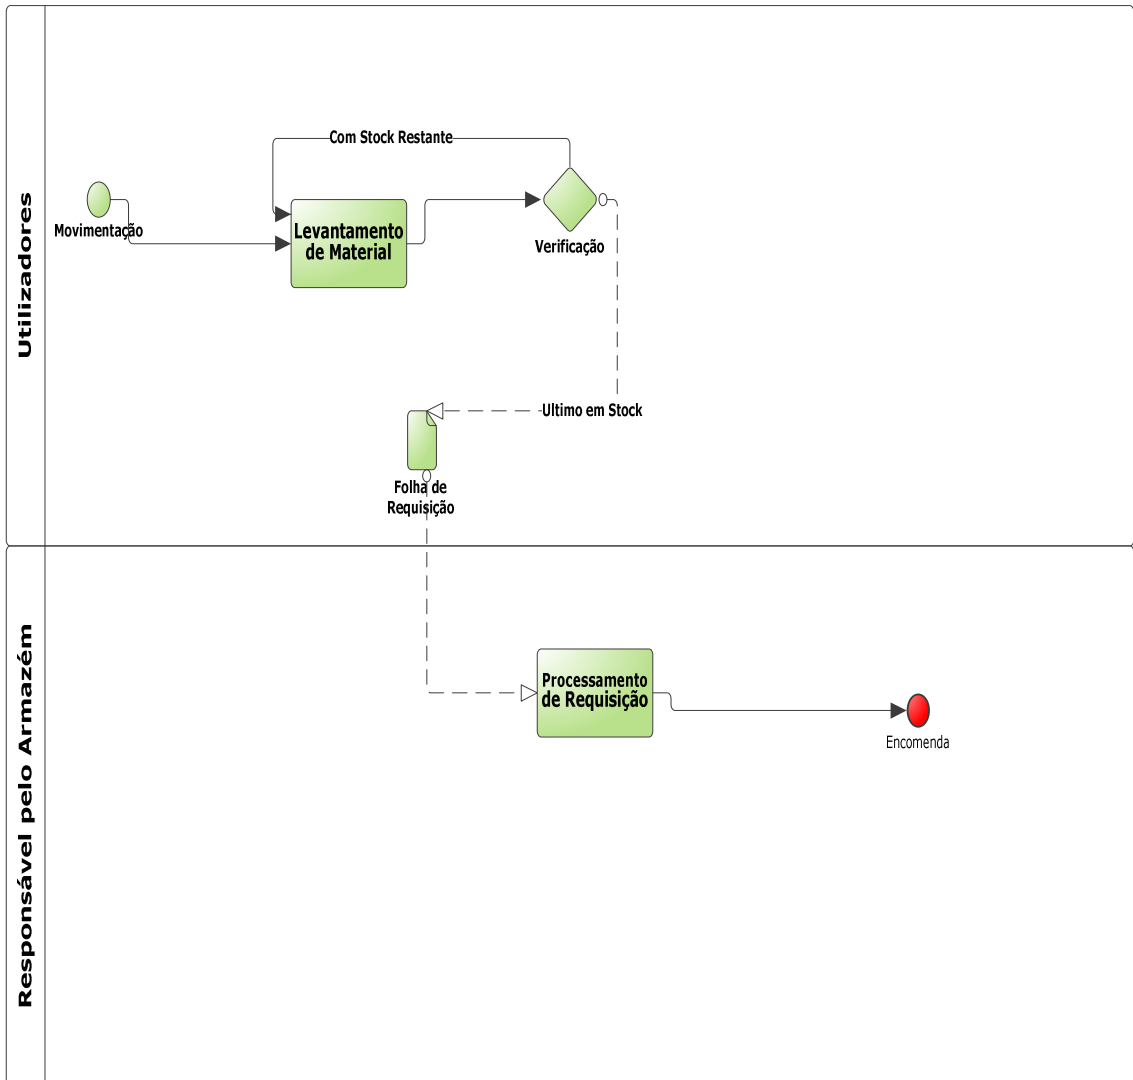 Utilizadores
Com Stock Restante
Movimentação
Levantamento
de Material
Verificação
Ultimo em Stock
Folha de
Requisição
Responsável pelo Armazém
Processamento
de Requisição
Encomenda